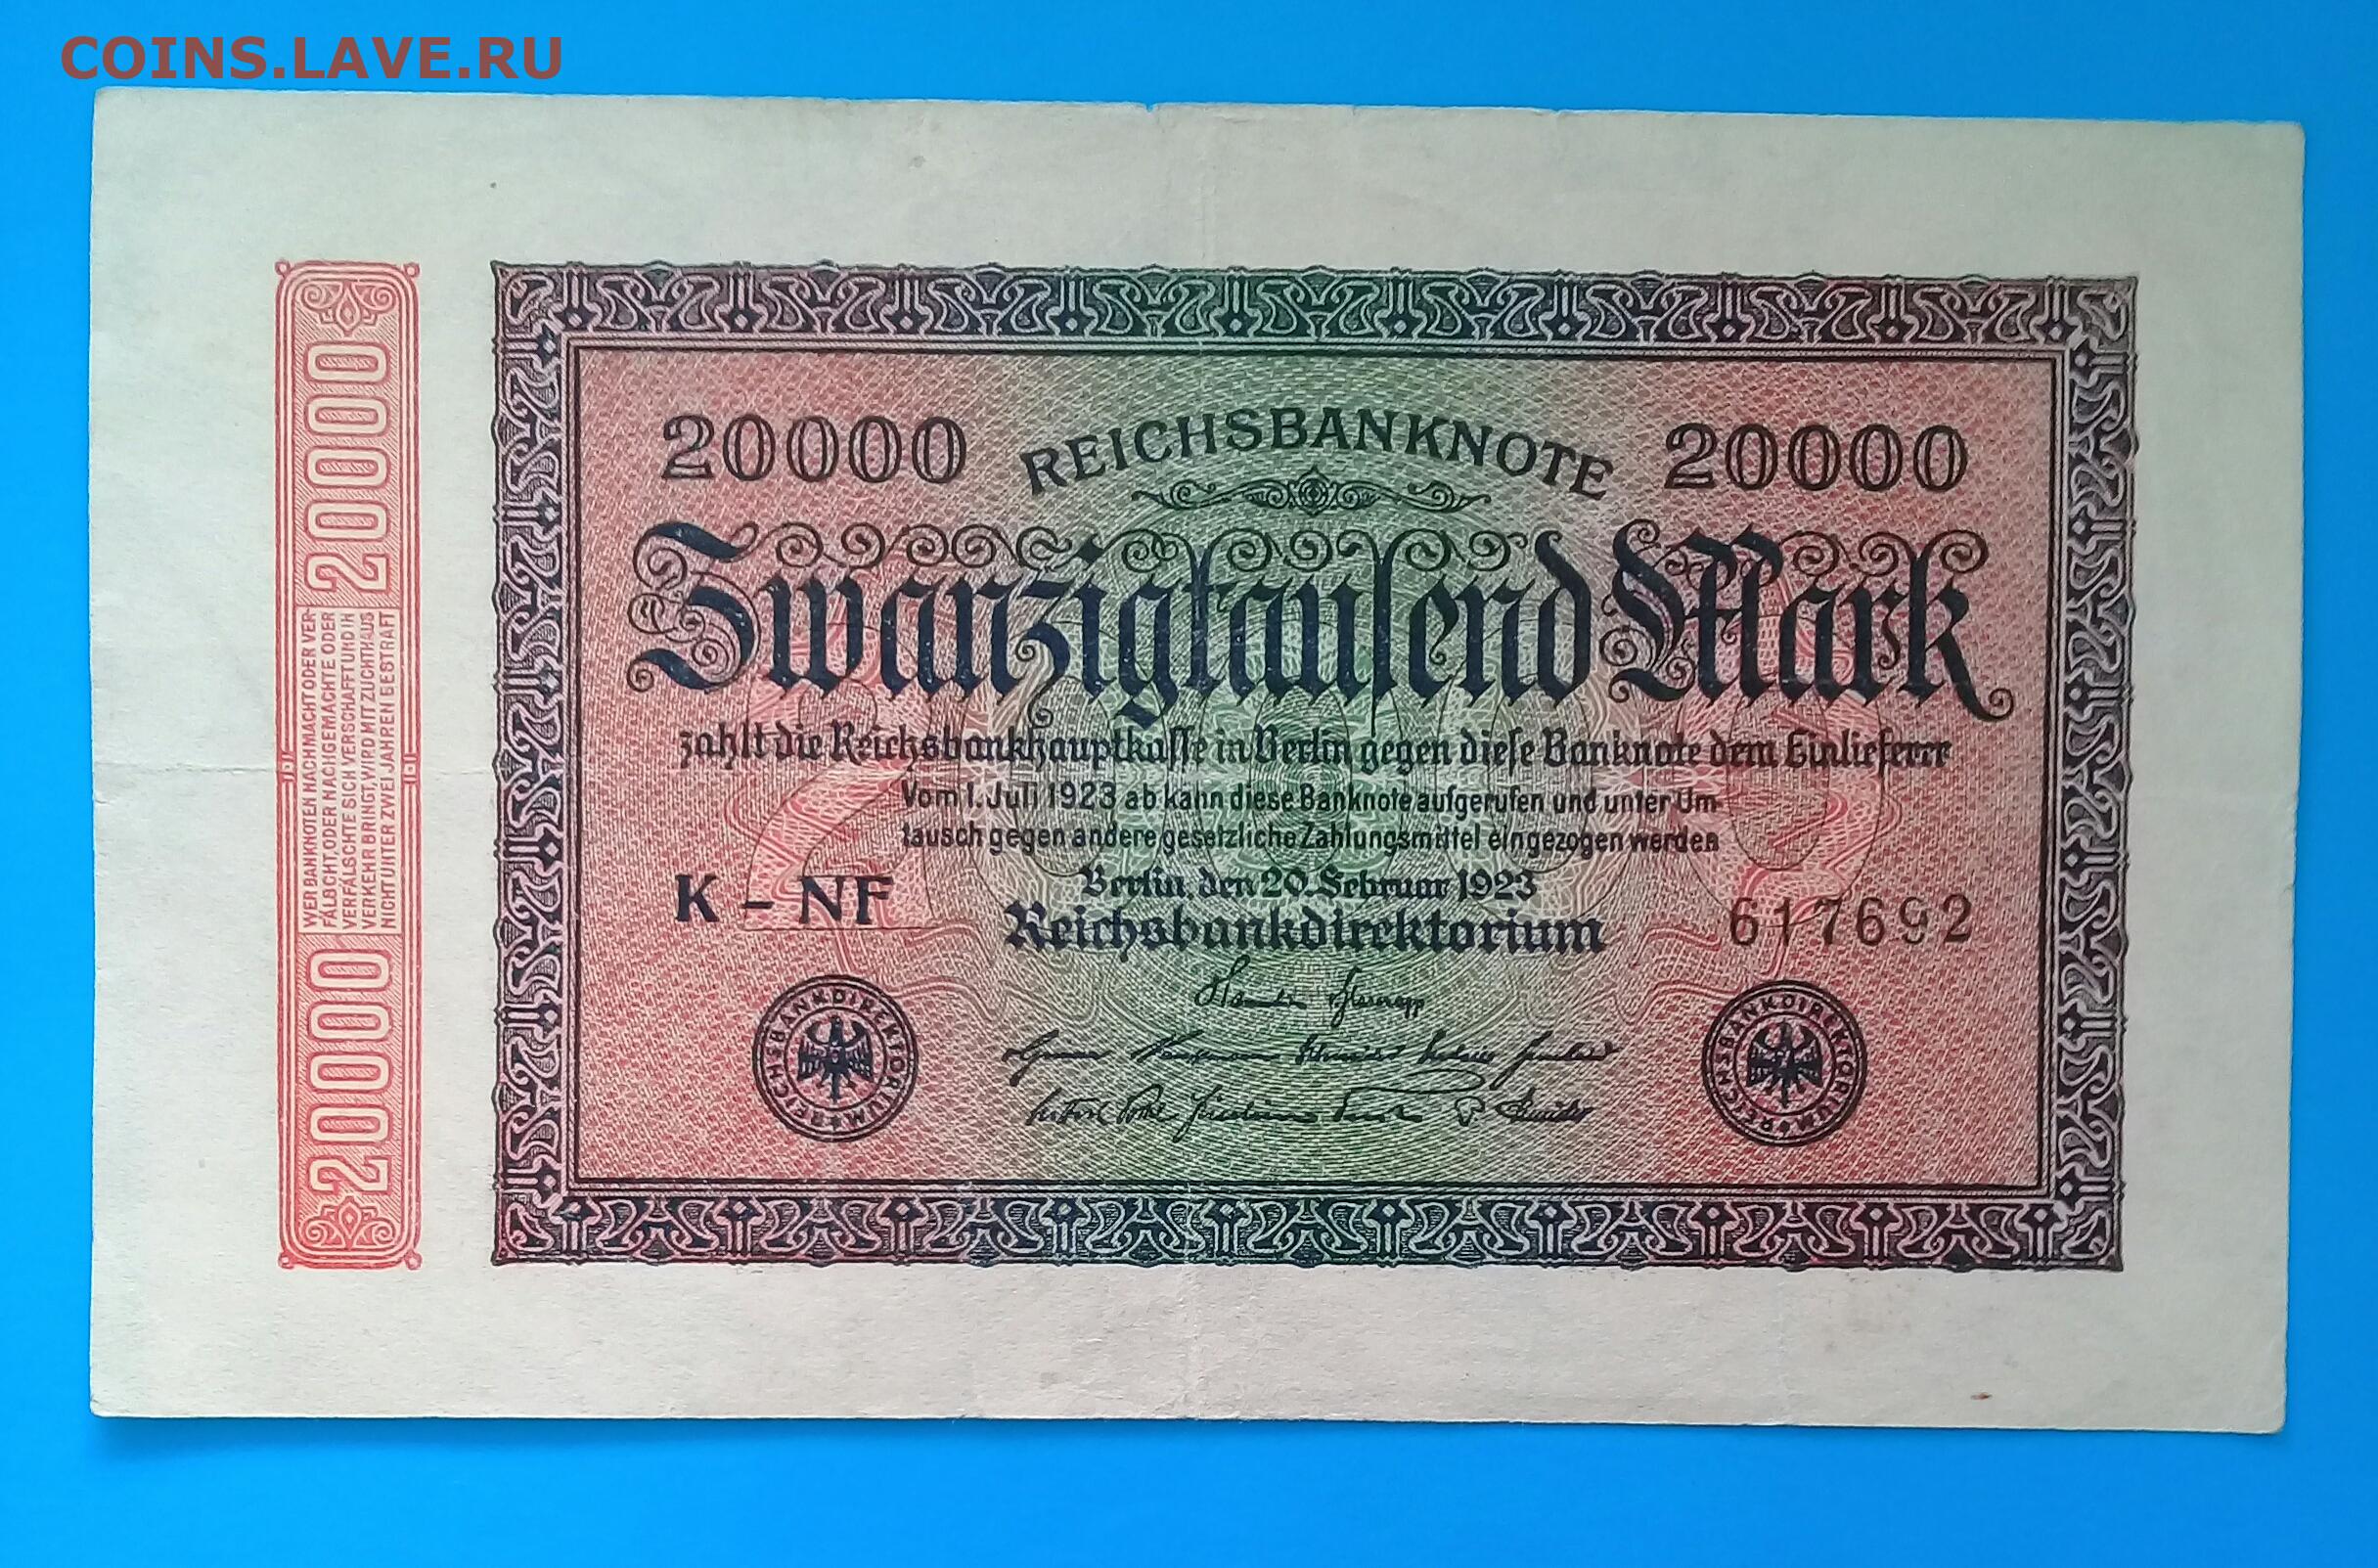 COINS.LAVE.RU
20000
WER BANKNOTEN NACHMACHT ODER VER-
FÄLSCHT, ODER NACHGEMACHTE ODER
VERFÄLSCHTE SICH VERSCHAFFT UND IN
VERKEHR BRINGT, WIRD MIT ZUCHTHAUS
NICHT UNTER ZWEI JAHREN BESTRAFT
20000
20000 REICHSBANKNOTE 20000
Zwanzigtausend Mark
zahlt die Reichsbankhauptkasse in Berlin gegen diese Banknote dem Einlieferer
Vom 1. Juli 1923 ab kann diese Banknote aufgerufen und unter Um-
tausch gegen andere gesetzliche Zahlungsmittel eingezogen werden
Berlin, den 20. Februar 1923
K - NF
Reichsbankdirektorium
617692
REICHSBANKDIREKTORIUM
REICHSBANKDIREKTORIUM